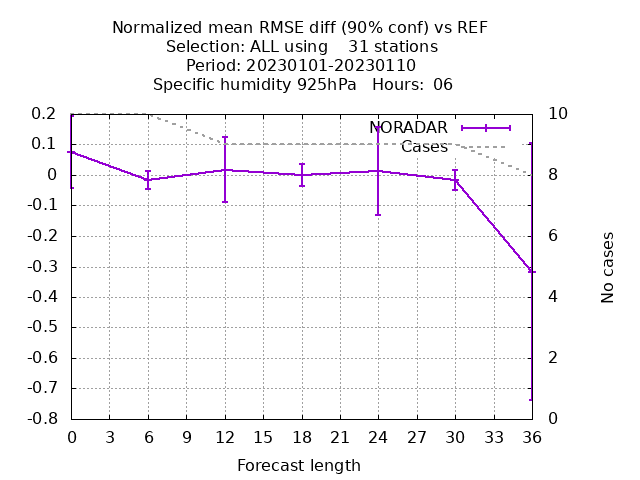 Normalized mean RMSE diff (90% conf) vs REF
Selection: ALL using    31 stations
Period: 20230101-20230110
Specific humidity 925hPa   Hours:  06
NORADAR
Cases
0.2
0.1
0
-0.1
-0.2
-0.3
-0.4
-0.5
-0.6
-0.7
-0.8
10
8
6
4
2
0
No cases
0 3 6 9 12 15 18 21 24 27 30 33 36
Forecast length